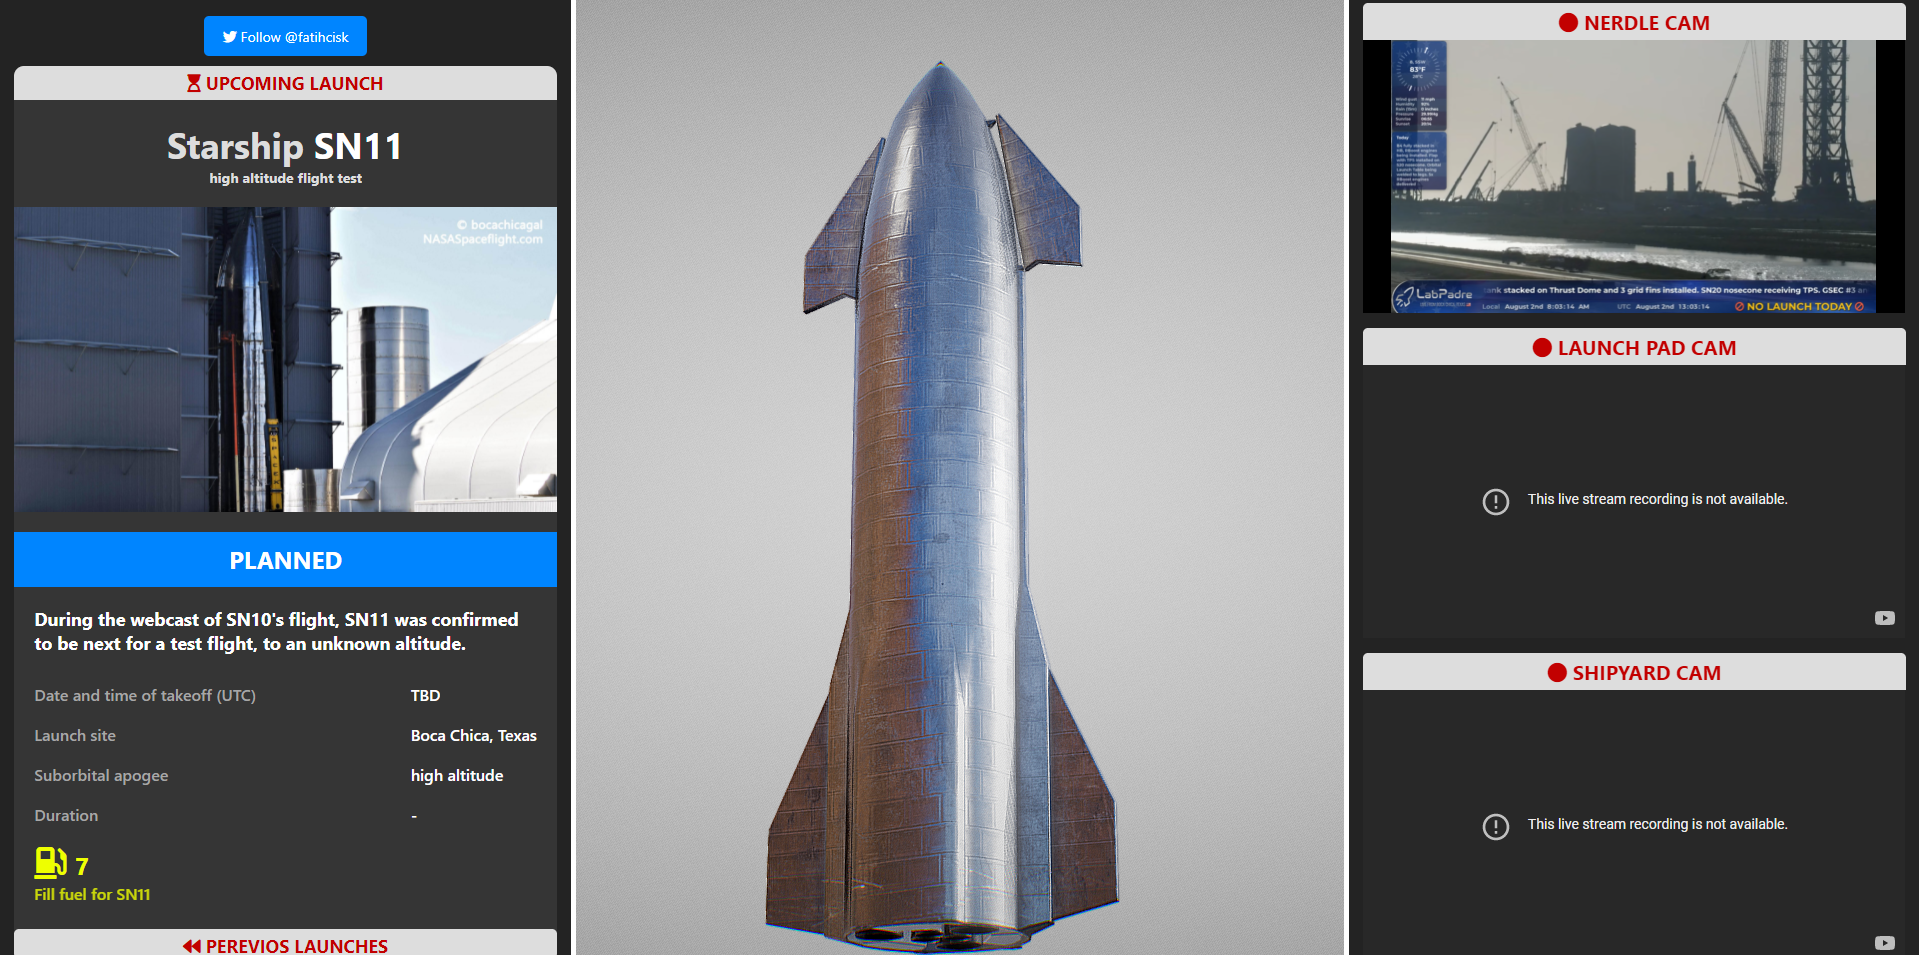 Follow @fatihcisk
UPCOMING LAUNCH
Starship SN11
high altitude flight test
© bocachicagal
NASASpaceflight.com
PLANNED
During the webcast of SN10's flight, SN11 was confirmed
to be next for a test flight, to an unknown altitude.
Date and time of takeoff (UTC) TBD
Launch site Boca Chica, Texas
Suborbital apogee high altitude
Duration -
7
Fill fuel for SN11
PEREVIOS LAUNCHES
NERDLE CAM
83°F
Today
LabPadre
stacked on Thrust Dome and 3 grid fins installed. SN20 nosecone receiving TPS. GSEC #3
Local August 2nd 8:03:14 AM UTC August 2nd 13:03:14 NO LAUNCH TODAY
LAUNCH PAD CAM
This live stream recording is not available.
SHIPYARD CAM
This live stream recording is not available.